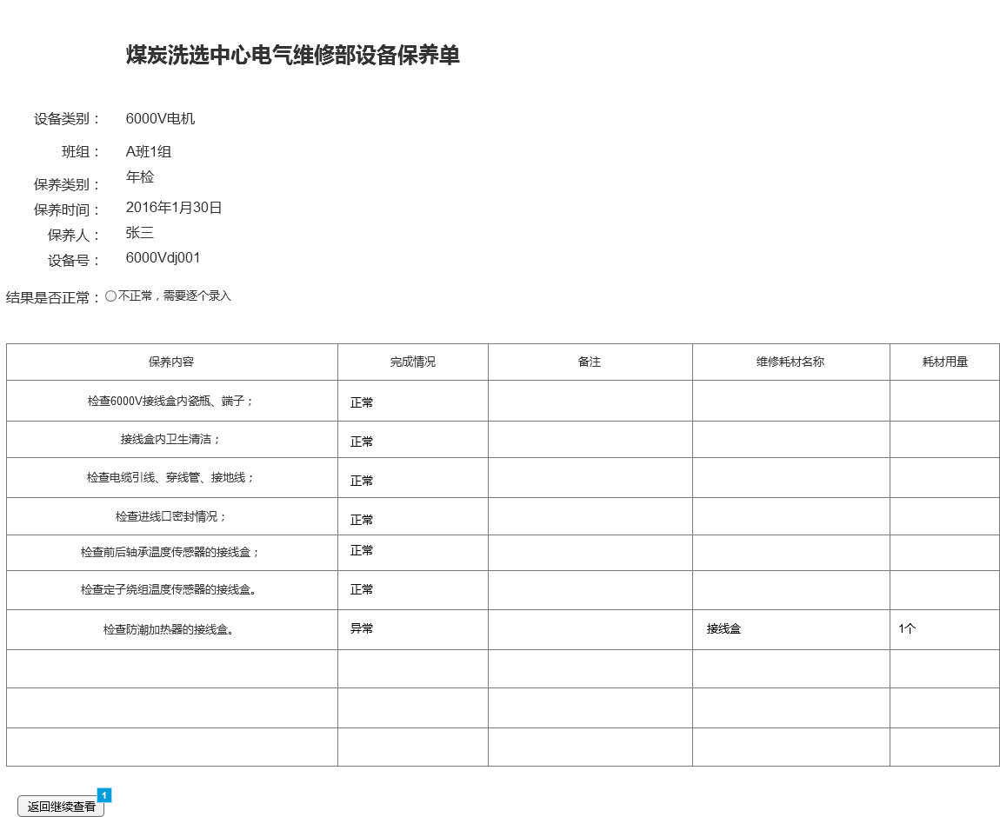 煤炭洗选中心电气维修部设备保养单
设备类别： 6000V电机
班组： A班1组
保养类别： 年检
保养时间： 2016年1月30日
保养人： 张三
设备号： 6000Vdj001
结果是否正常： 不正常，需要逐个录入
保养内容 完成情况 备注 维修耗材名称 耗材用量
检查6000V接线盒内瓷瓶、端子； 正常
接线盒内卫生清洁； 正常
检查电缆引线、穿线管、接地线； 正常
检查进线口密封情况； 正常
检查前后轴承温度传感器的接线盒； 正常
检查定子绕组温度传感器的接线盒。 正常
检查防潮加热器的接线盒。 异常 接线盒 1个
返回继续查看 1